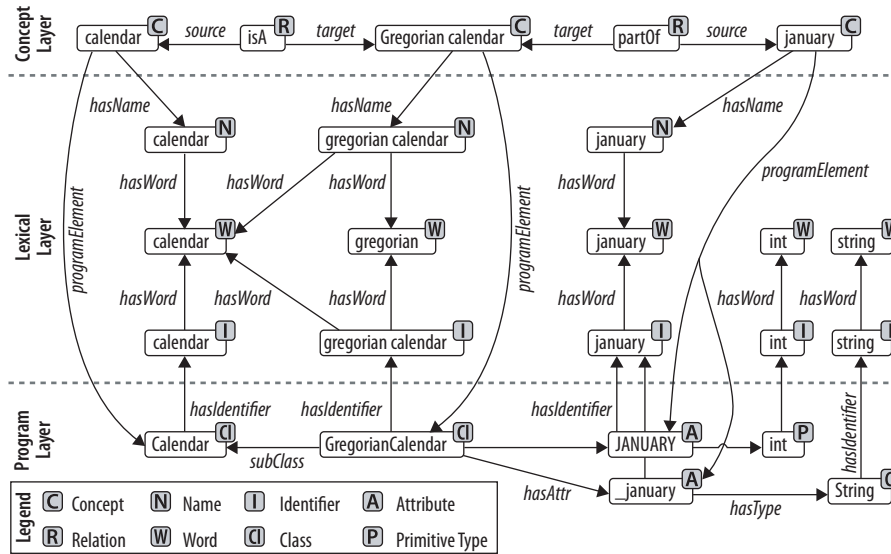 Concept Layer
calendar C
source
isA R
target
Gregorian calendar C
target
partOf R
source
january C
Lexical Layer
hasName
hasName
hasName
calendar N
gregorian calendar N
january N
programElement
hasWord
hasWord
hasWord
hasWord
programElement
programElement
calendar W
gregorian W
january W
int W
string W
hasWord
hasWord
hasWord
hasWord
hasWord
hasWord
calendar I
gregorian calendar I
january I
int I
string I
Program Layer
hasIdentifier
hasIdentifier
hasIdentifier
hasIdentifier
Calendar Cl
subClass
GregorianCalendar Cl
JANUARY A
int P
hasAttr
_january A
hasType
String
Legend
C Concept
N Name
I Identifier
A Attribute
R Relation
W Word
Cl Class
P Primitive Type